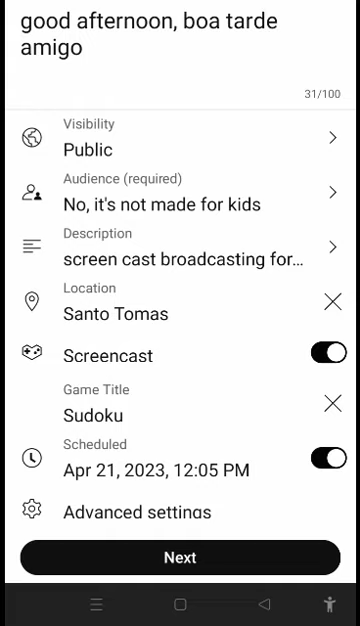 good afternoon, boa tarde
amigo
31/100
Visibility
Public
Audience (required)
No, it's not made for kids
Description
screen cast broadcasting for...
Location
Santo Tomas
Screencast
Game Title
Sudoku
Scheduled
Apr 21, 2023, 12:05 PM
Advanced settings
Next